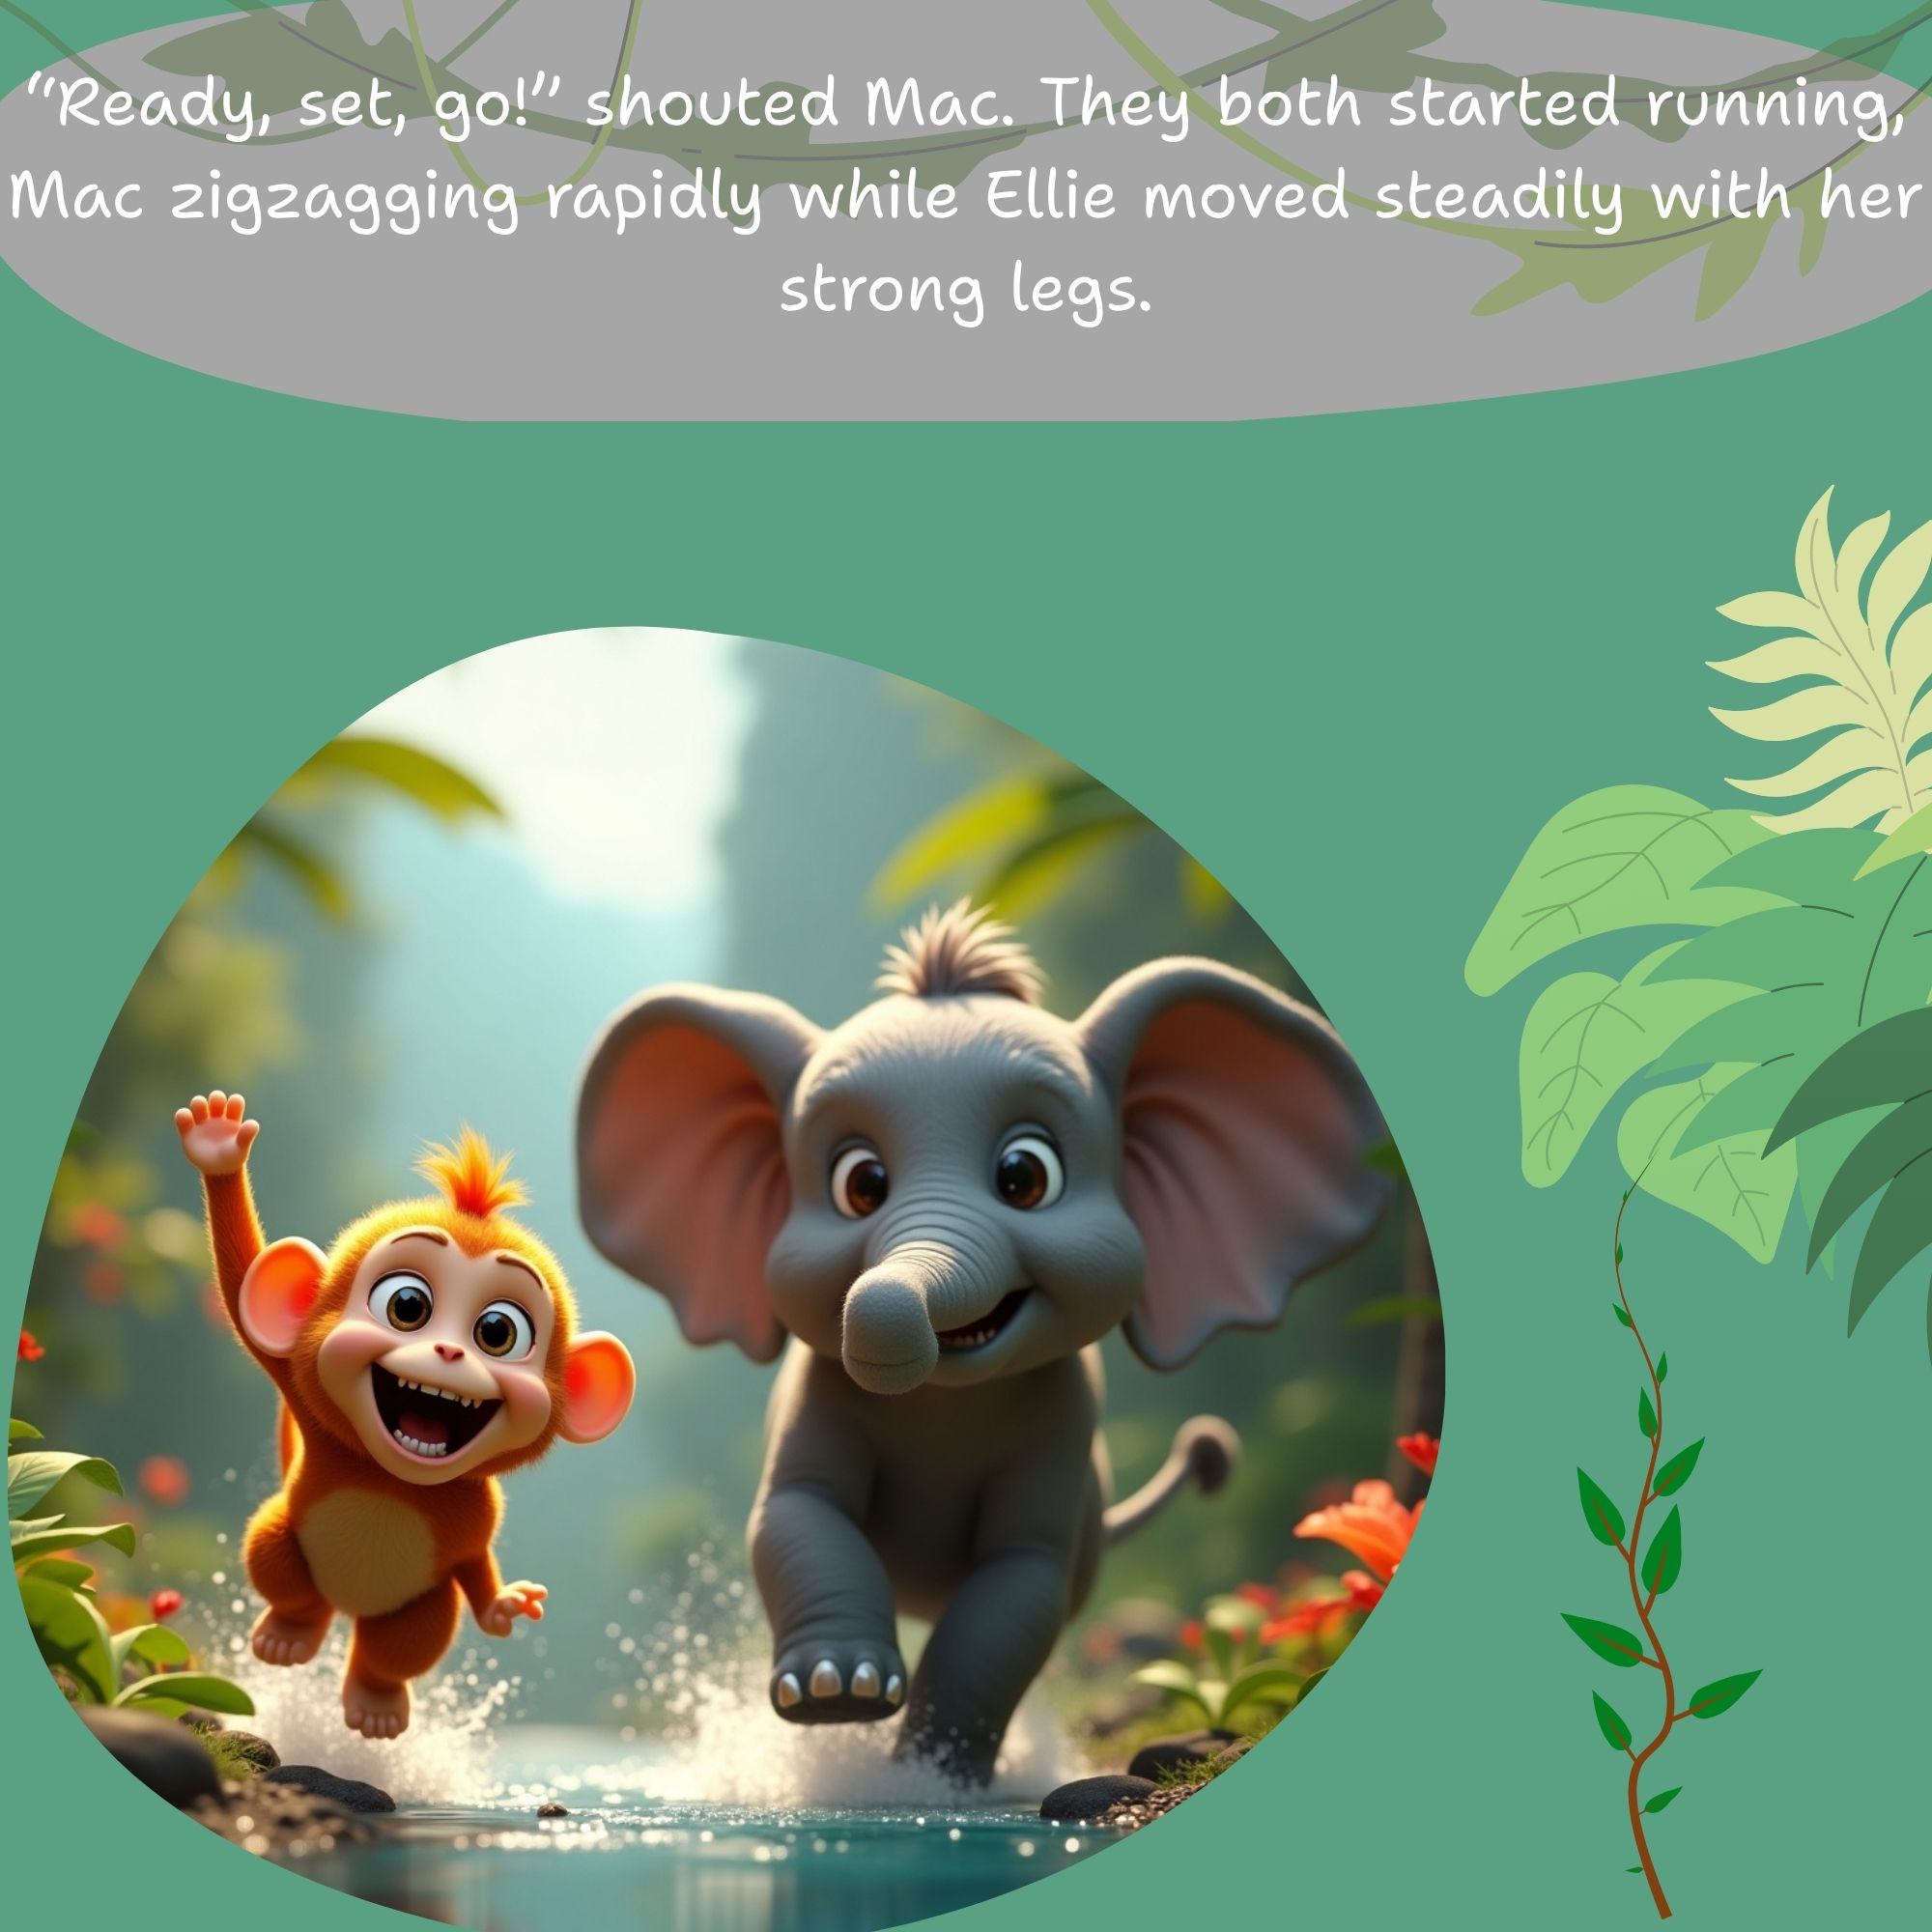 “Ready, set, go!” shouted Mac. They both started running,
Mac zigzagging rapidly while Ellie moved steadily with her
strong legs.